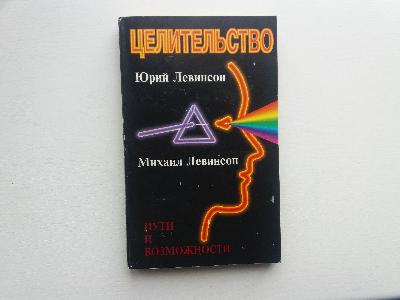 ЦЕЛИТЕЛЬСТВО
Юрий Левинсон
Михаил Левинсон
ПУТИ
И
ВОЗМОЖНОСТИ